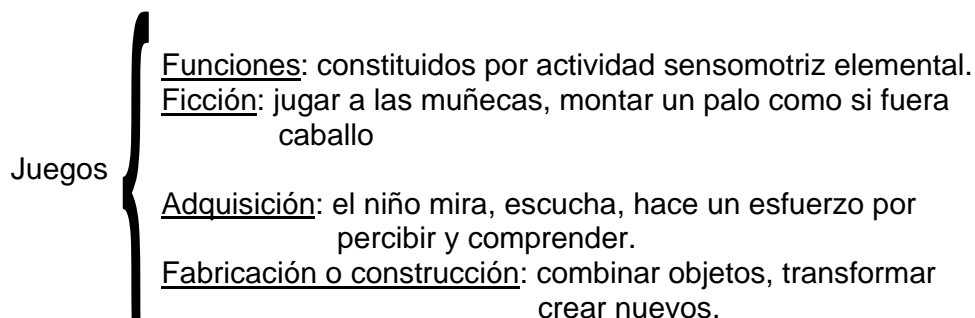 Funciones: constituidos por actividad sensomotriz elemental.
Ficción: jugar a las muñecas, montar un palo como si fuera
caballo
Juegos
Adquisición: el niño mira, escucha, hace un esfuerzo por
percibir y comprender.
Fabricación o construcción: combinar objetos, transformar
crear nuevos.